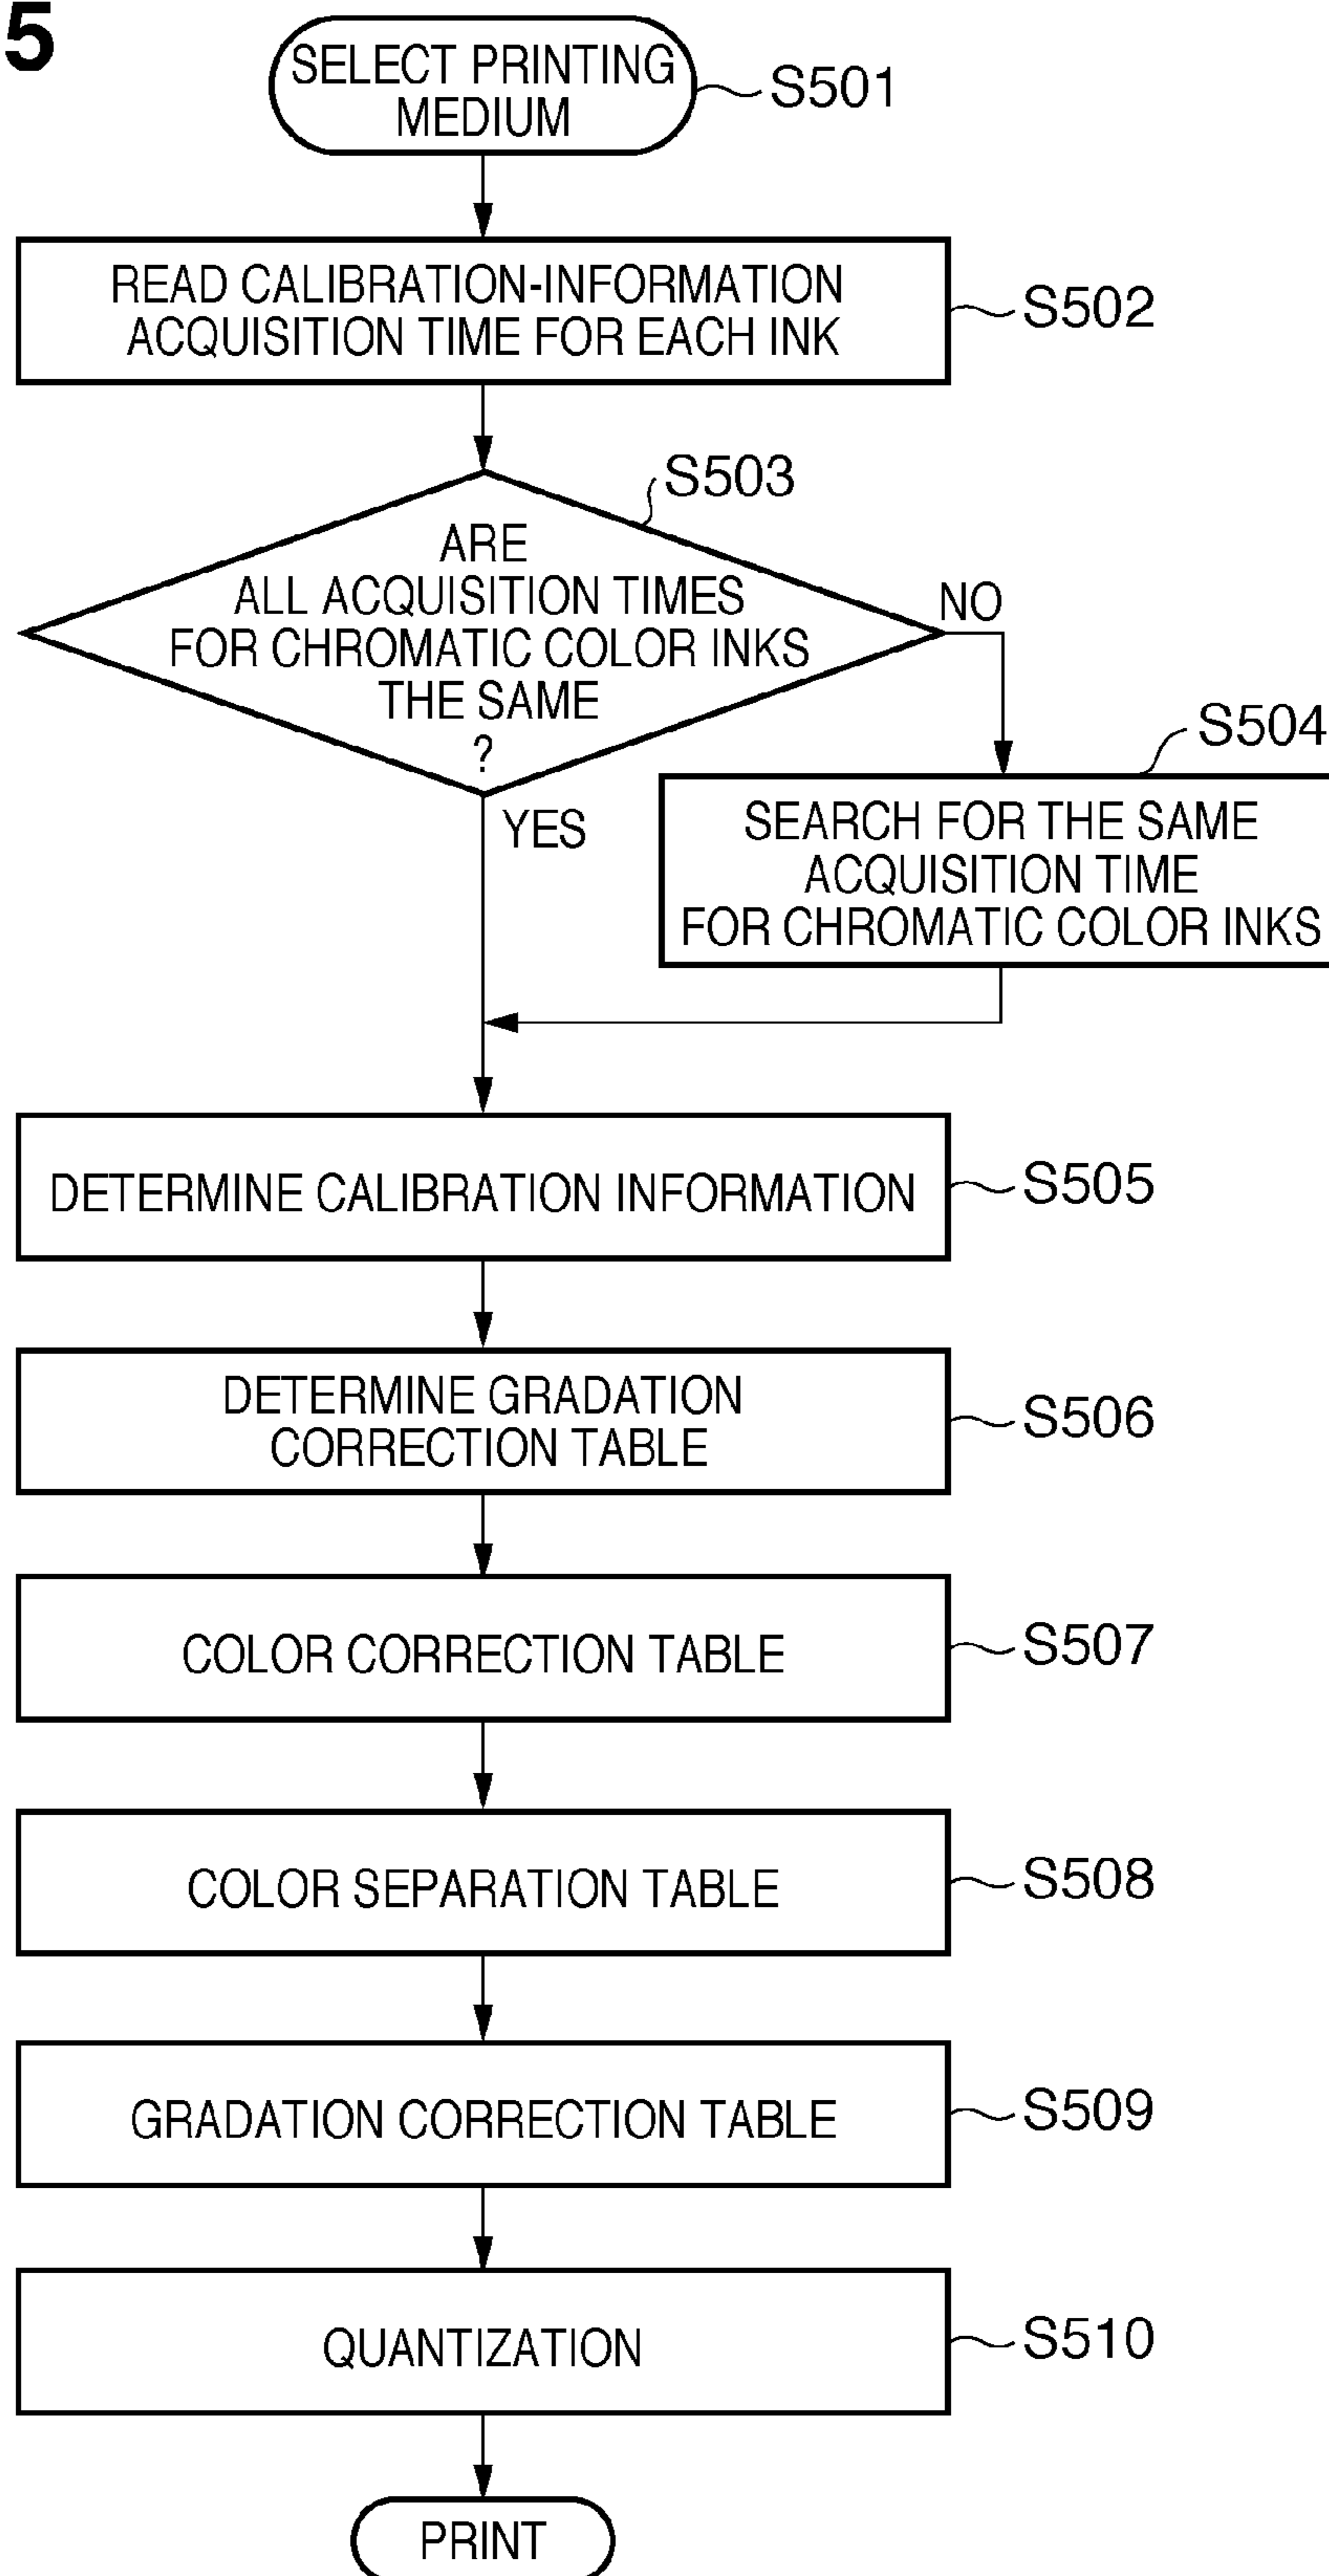 5
SELECT PRINTING
MEDIUM
S501
READ CALIBRATION-INFORMATION
ACQUISITION TIME FOR EACH INK
S502
S503
ARE
ALL ACQUISITION TIMES
FOR CHROMATIC COLOR INKS
THE SAME
?
NO
YES
S504
SEARCH FOR THE SAME
ACQUISITION TIME
FOR CHROMATIC COLOR INKS
DETERMINE CALIBRATION INFORMATION
S505
DETERMINE GRADATION
CORRECTION TABLE
S506
COLOR CORRECTION TABLE
S507
COLOR SEPARATION TABLE
S508
GRADATION CORRECTION TABLE
S509
QUANTIZATION
S510
PRINT